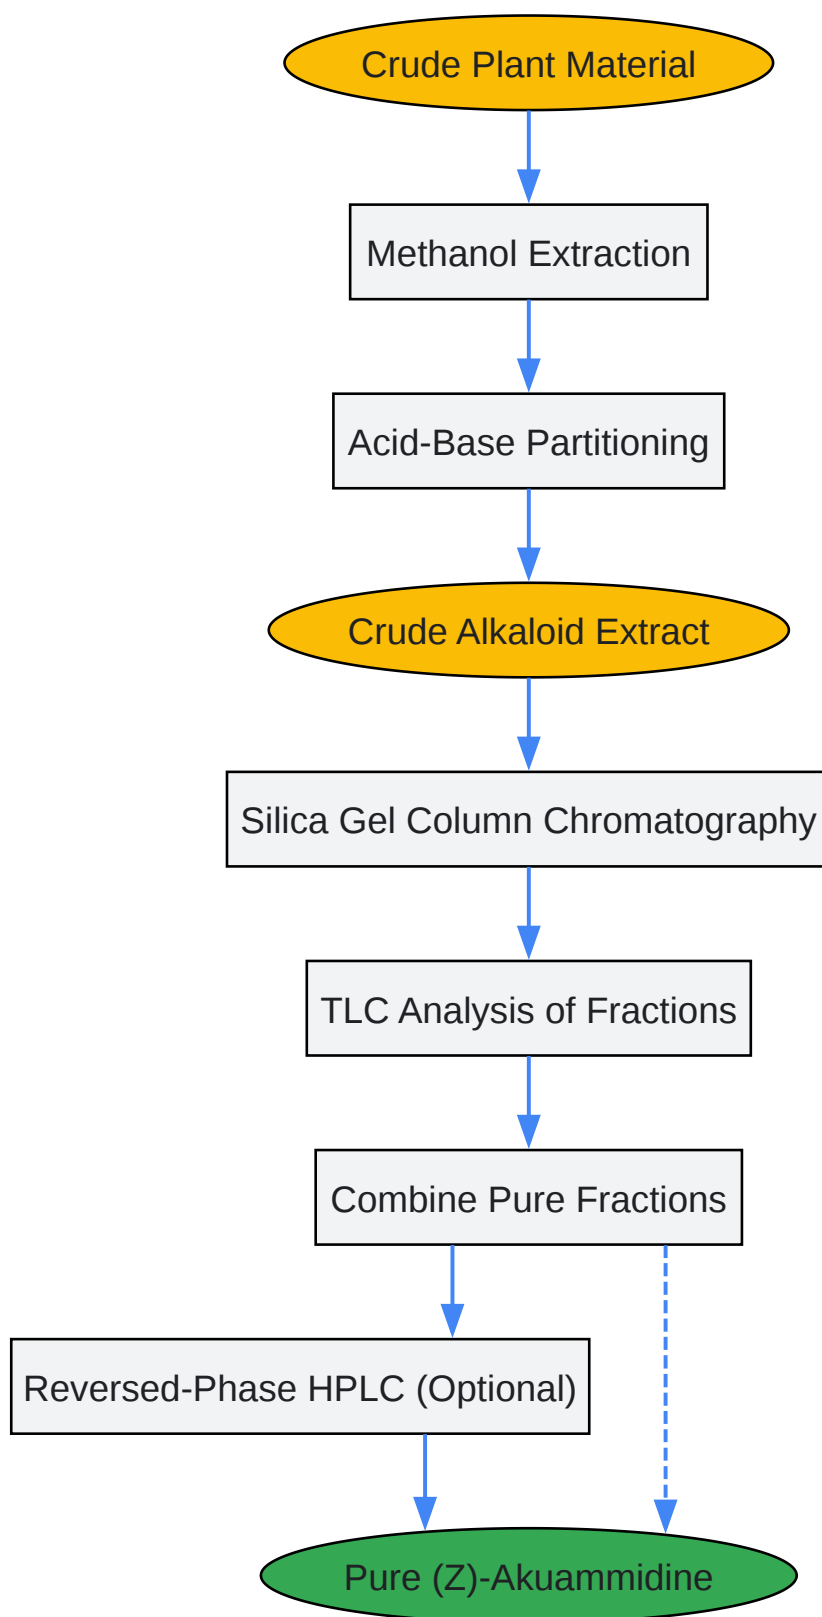 Crude Plant Material
Methanol Extraction
Acid-Base Partitioning
Crude Alkaloid Extract
Silica Gel Column Chromatography
TLC Analysis of Fractions
Combine Pure Fractions
Reversed-Phase HPLC (Optional)
Pure (Z)-Akuammidine